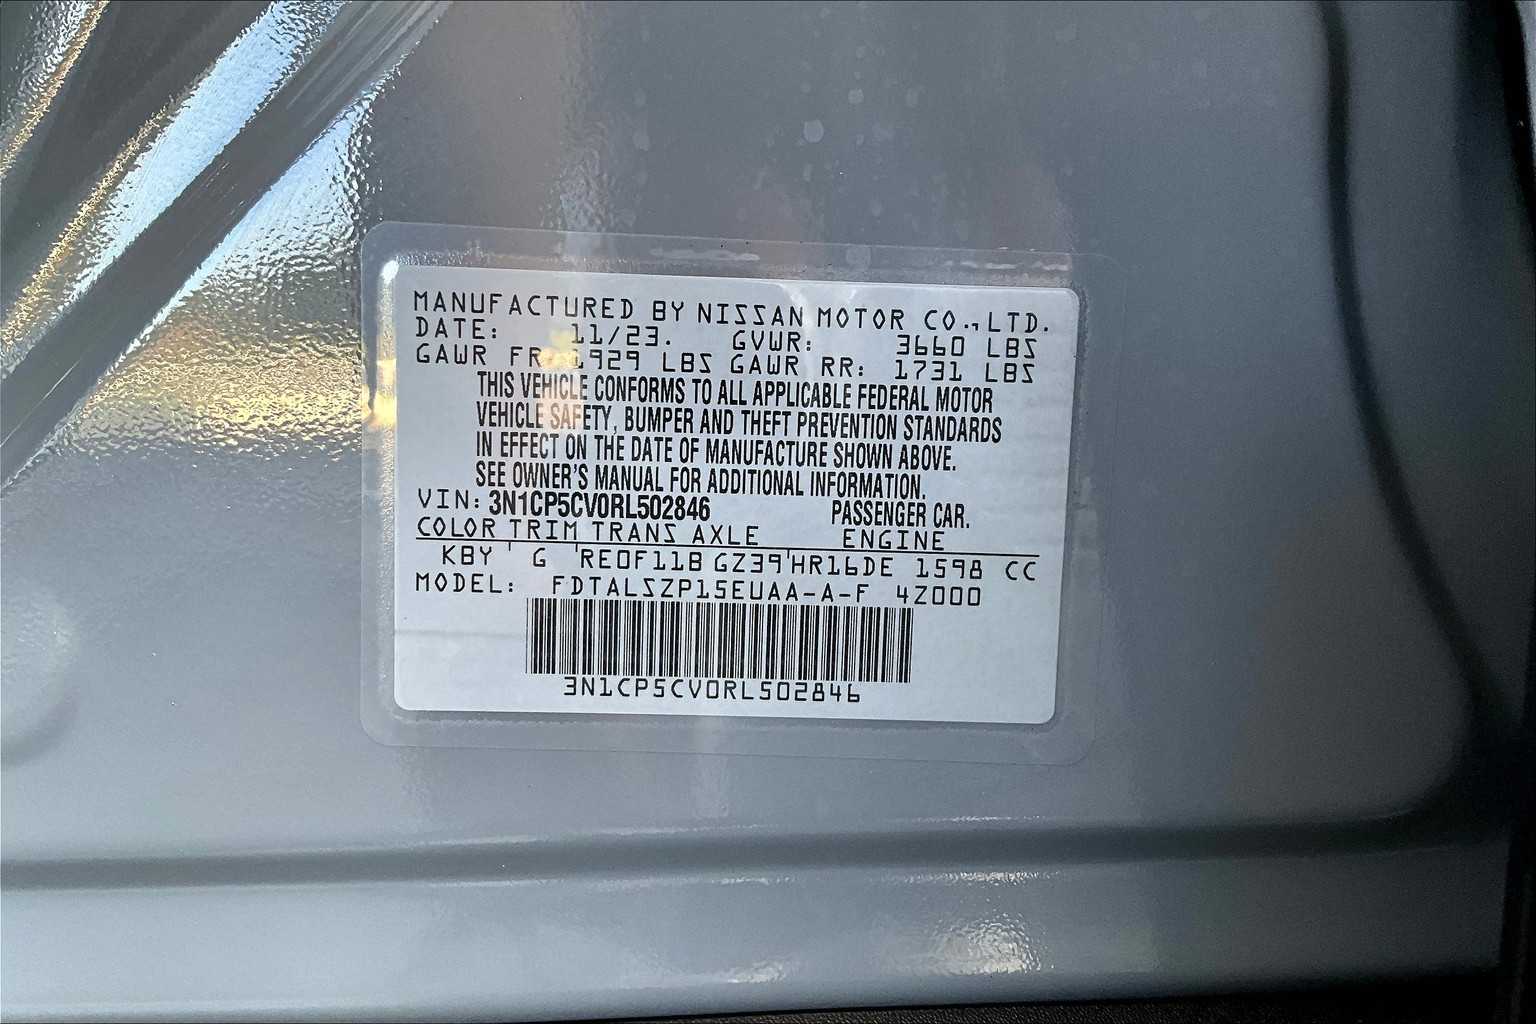 MANUFACTURED BY NISSAN MOTOR CO.,LTD.
DATE: 11/23. GVWR: 3660 LBS
GAWR FR: 1929 LBS GAWR RR: 1731 LBS
THIS VEHICLE CONFORMS TO ALL APPLICABLE FEDERAL MOTOR
VEHICLE SAFETY, BUMPER AND THEFT PREVENTION STANDARDS
IN EFFECT ON THE DATE OF MANUFACTURE SHOWN ABOVE.
SEE OWNER'S MANUAL FOR ADDITIONAL INFORMATION.
VIN: 3N1CP5CV0RL502846 PASSENGER CAR.
COLOR TRIM TRANS AXLE ENGINE
KBY G RE0F11B GZ39 HR16DE 1598 CC
MODEL: FDTALSZP15EUAA-A-F 4Z000
3N1CP5CV0RL502846